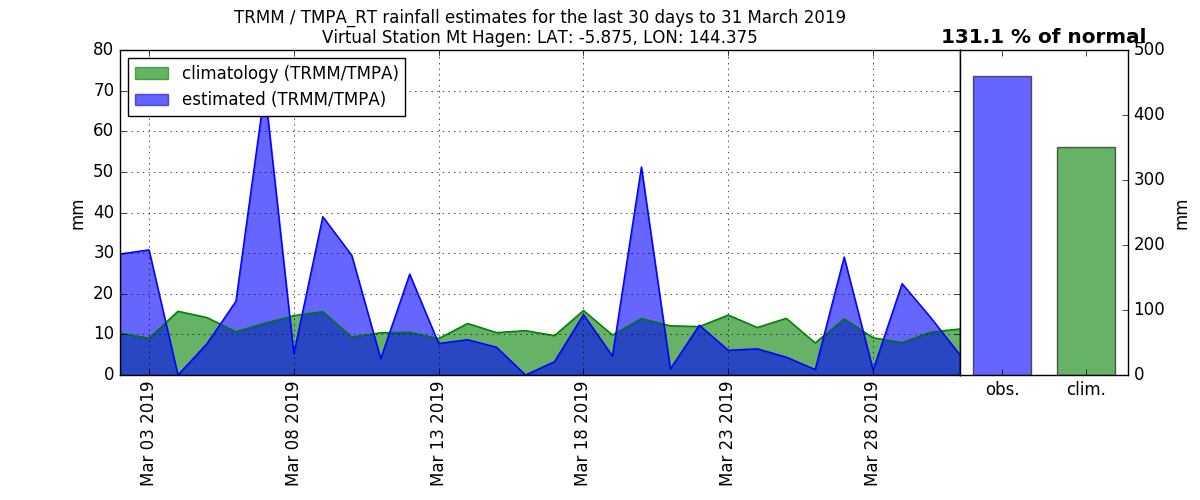 TRMM / TMPA_RT rainfall estimates for the last 30 days to 31 March 2019
Virtual Station Mt Hagen: LAT: -5.875, LON: 144.375
131.1 % of normal
climatology (TRMM/TMPA)
estimated (TRMM/TMPA)
80
70
60
50
40
30
20
10
0
mm
Mar 03 2019
Mar 08 2019
Mar 13 2019
Mar 18 2019
Mar 23 2019
Mar 28 2019
obs.
clim.
500
400
300
200
100
0
mm